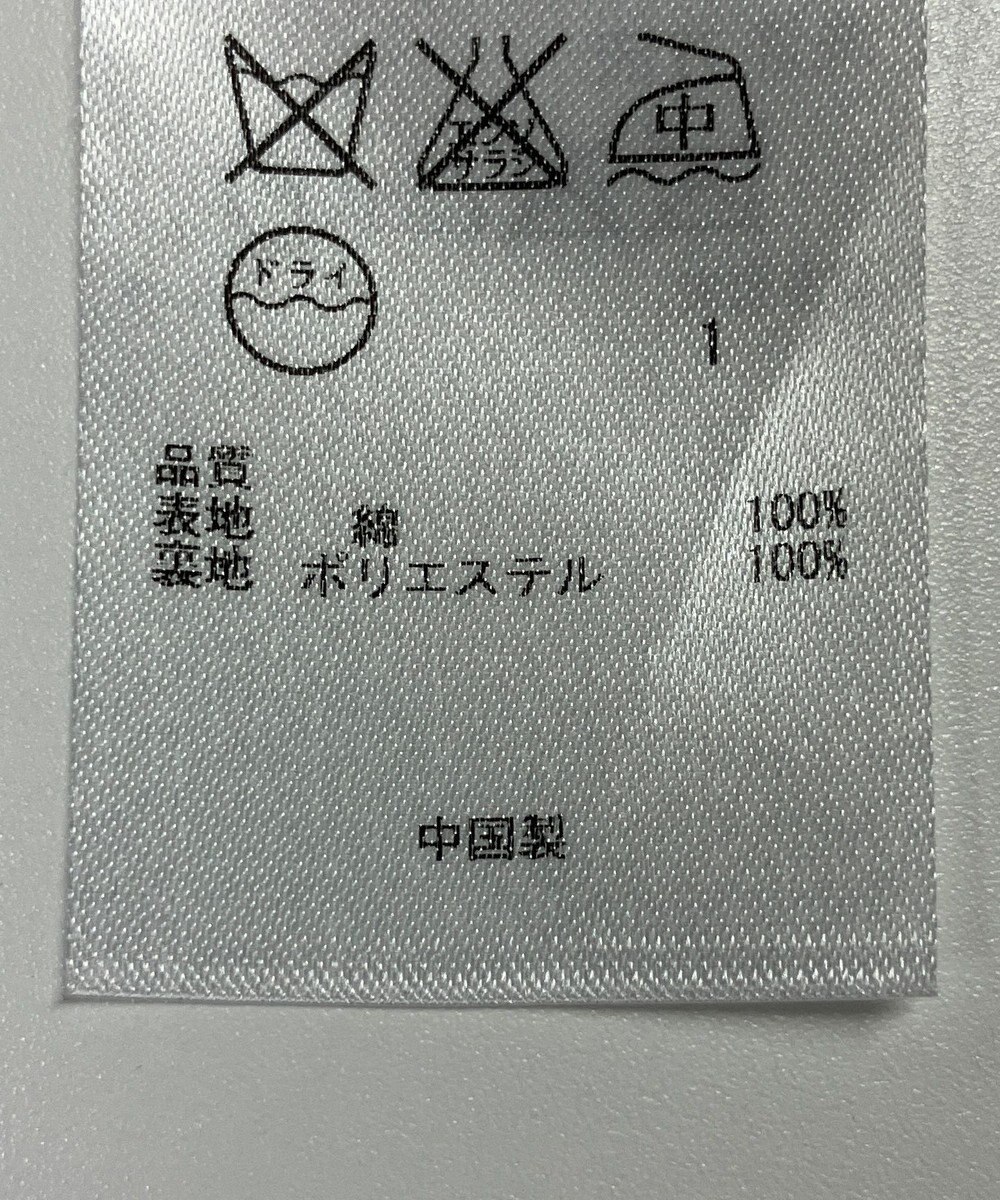 エンソ サラシ 中
ドライ
1
品質
表地 綿 100%
裏地 ポリエステル 100%
中国製